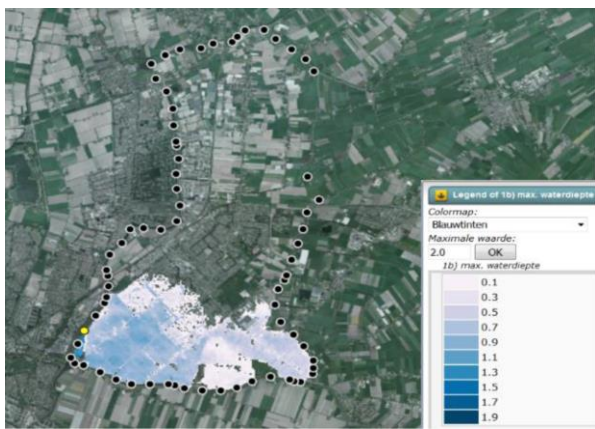 Legend of 1b) max. waterdiepte
Colormap:
Blauwtinten
Maximale waarde:
2.0 OK
1b) max. waterdiepte
0.1
0.3
0.5
0.7
0.9
1.1
1.3
1.5
1.7
1.9